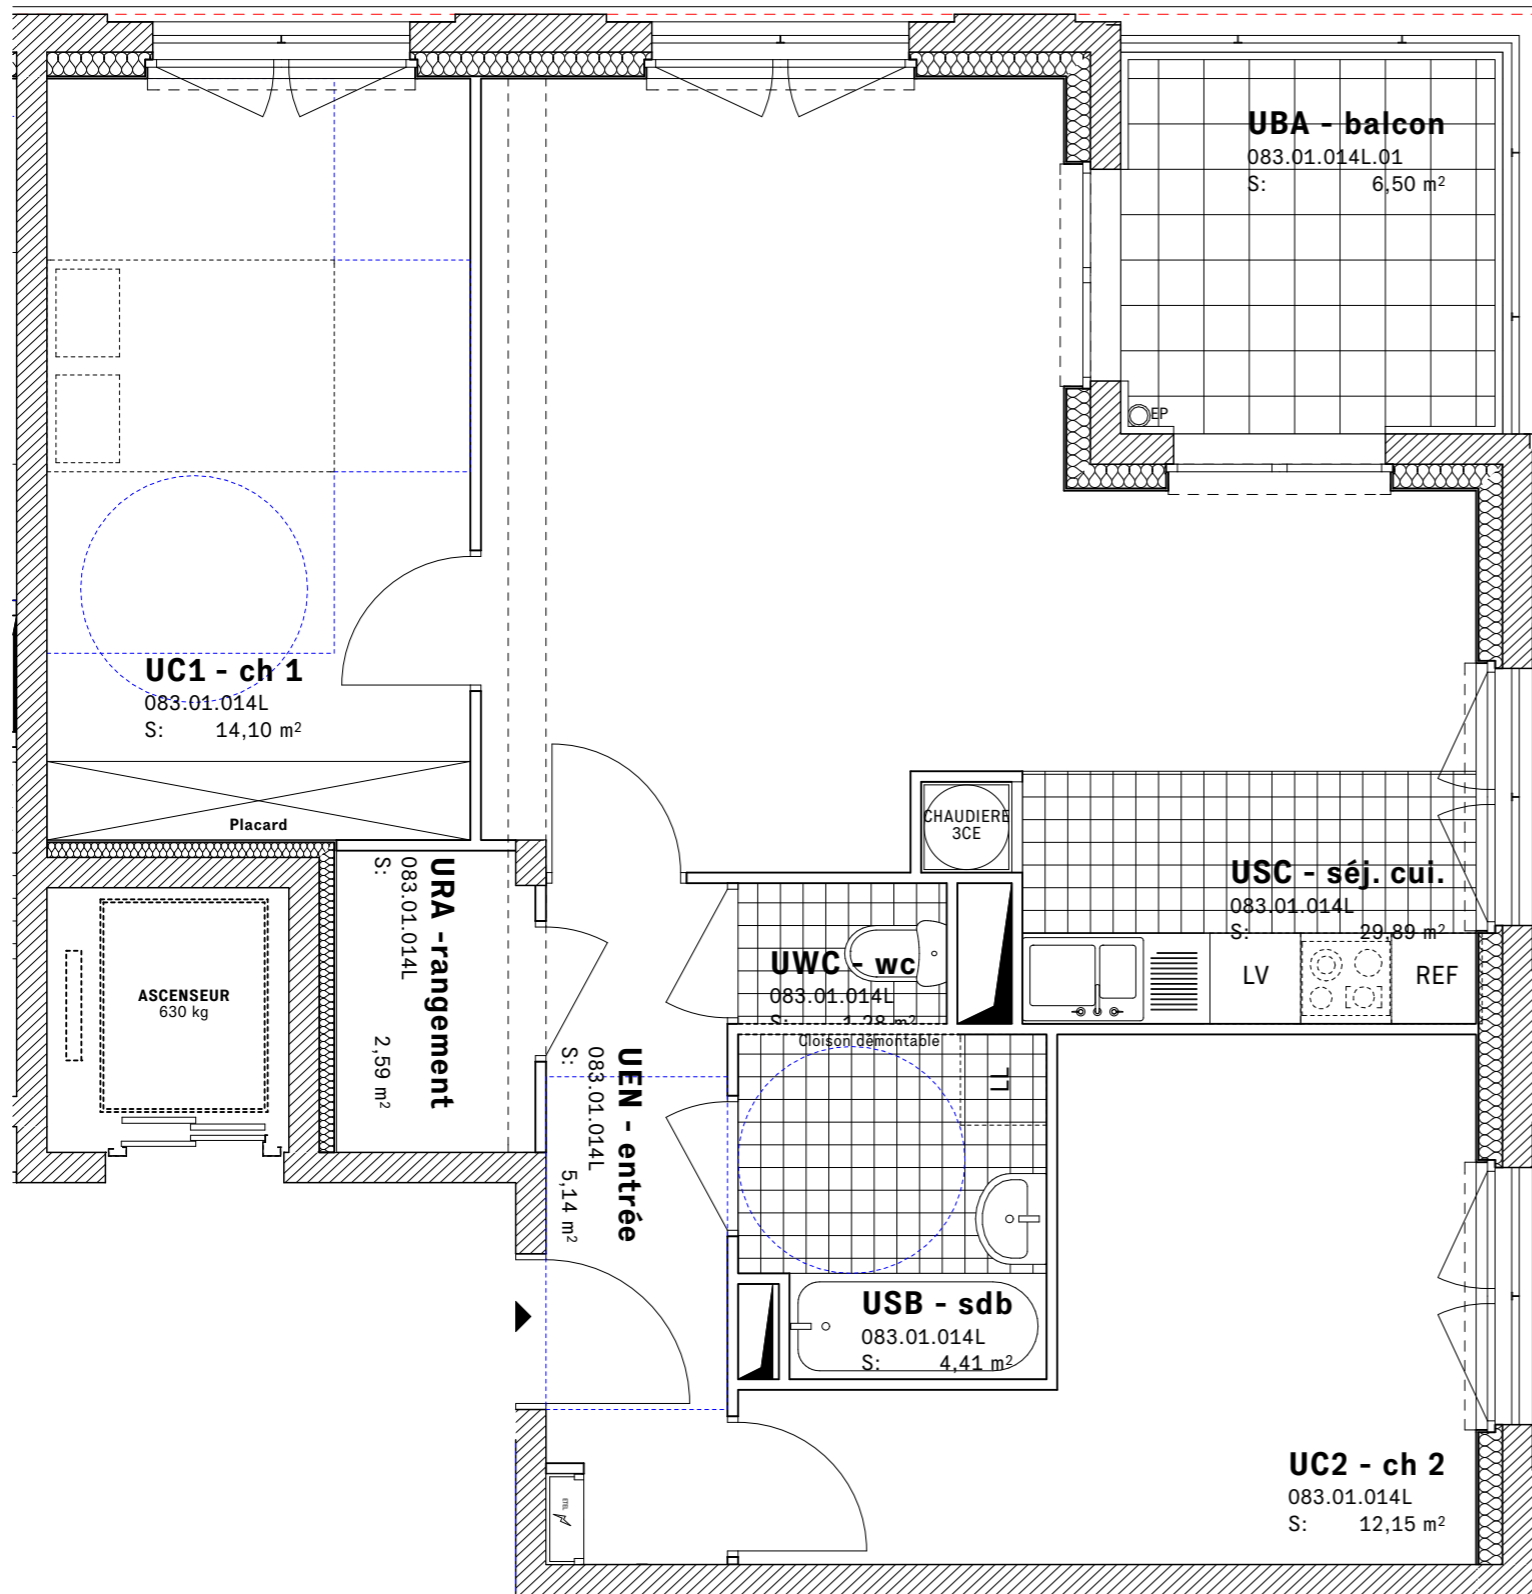 UBA - balcon
083.01.014L.01
S: 6,50 m²
EP
UC1 - ch 1
083.01.014L
S: 14,10 m²
Placard
CHAUDIERE
3CE
USC - séj. cui.
083.01.014L
S: 29,89 m²
URA -rangement
083.01.014L
S: 2,59 m²
ASCENSEUR
630 kg
UWC - wc
083.01.014L
S: 1,28 m²
LV
REF
Cloison démontable
LL
UEN - entrée
083.01.014L
S: 5,14 m²
USB - sdb
083.01.014L
S: 4,41 m²
UC2 - ch 2
083.01.014L
S: 12,15 m²